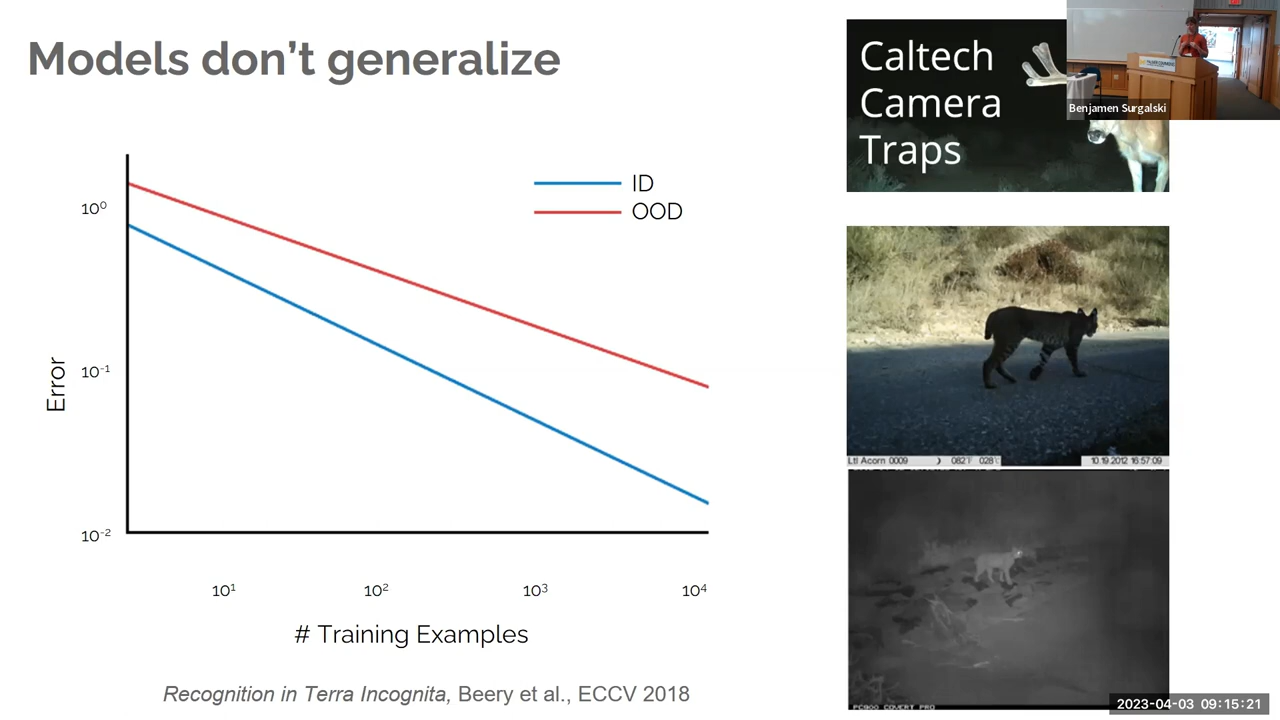 Models don't generalize
Caltech
Camera
Traps
Benjamen Surgalski
ID
OOD
10⁰
10⁻¹
10⁻²
Error
10¹
10²
10³
10⁴
# Training Examples
Recognition in Terra Incognita, Beery et al., ECCV 2018
Ltl Acorn 0009 082°F 028°C 10.19.2012 16:57:09
PC900 COVERT PRO
2023-04-03 09:15:21